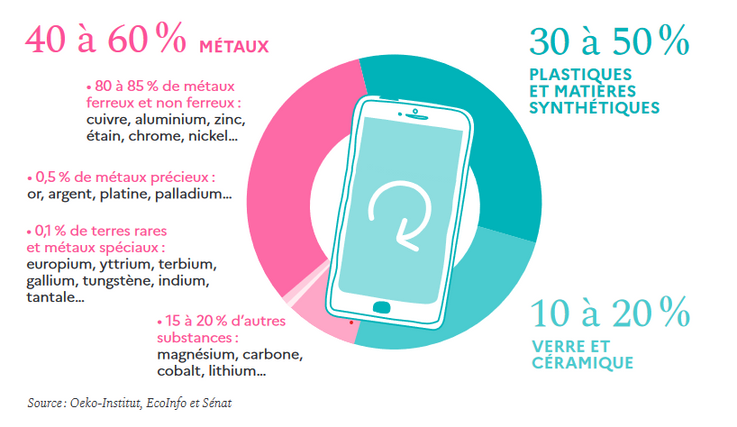 40 à 60 % MÉTAUX
• 80 à 85 % de métaux
ferreux et non ferreux :
cuivre, aluminium, zinc,
étain, chrome, nickel…
• 0,5 % de métaux précieux :
or, argent, platine, palladium…
• 0,1 % de terres rares
et métaux spéciaux :
europium, yttrium, terbium,
gallium, tungstène, indium,
tantale…
• 15 à 20 % d’autres
substances :
magnésium, carbone,
cobalt, lithium…
30 à 50 %
PLASTIQUES
ET MATIÈRES
SYNTHÉTIQUES
10 à 20 %
VERRE ET
CÉRAMIQUE
Source : Oeko-Institut, EcoInfo et Sénat